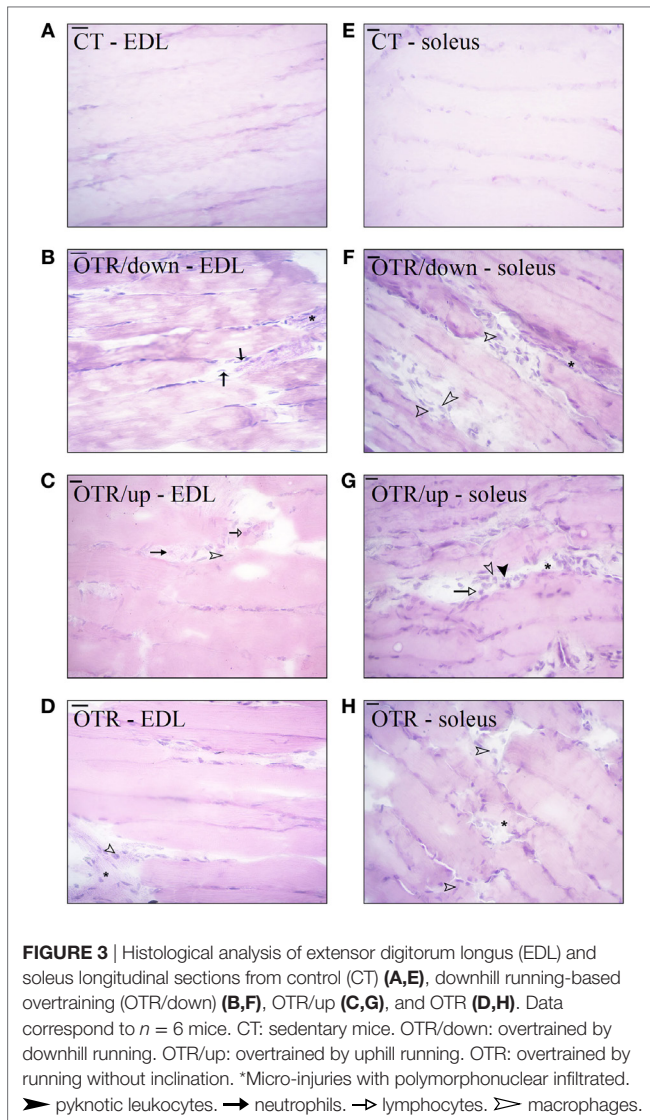 A
CT - EDL
E
CT - soleus
B
OTR/down - EDL
*
F
OTR/down - soleus
*
C
OTR/up - EDL
G
OTR/up - soleus
*
D
OTR - EDL
*
H
OTR - soleus
*
FIGURE 3 | Histological analysis of extensor digitorum longus (EDL) and
soleus longitudinal sections from control (CT) (A,E), downhill running-based
overtraining (OTR/down) (B,F), OTR/up (C,G), and OTR (D,H). Data
correspond to n = 6 mice. CT: sedentary mice. OTR/down: overtrained by
downhill running. OTR/up: overtrained by uphill running. OTR: overtrained by
running without inclination. *Micro-injuries with polymorphonuclear infiltrated.
pyknotic leukocytes. neutrophils. lymphocytes. macrophages.